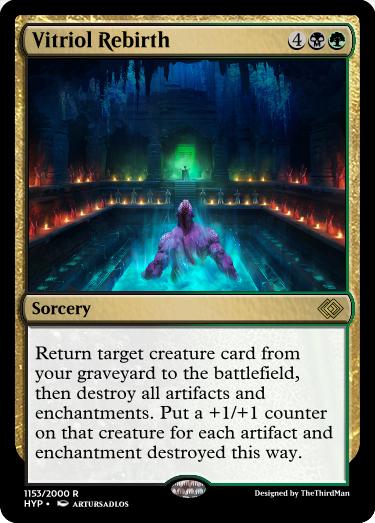 Vitriol Rebirth 4
Sorcery
Return target creature card from
your graveyard to the battlefield,
then destroy all artifacts and
enchantments. Put a +1/+1 counter
on that creature for each artifact and
enchantment destroyed this way.
1153/2000 R
HYP • ARTURSADLOS
Designed by TheThirdMan